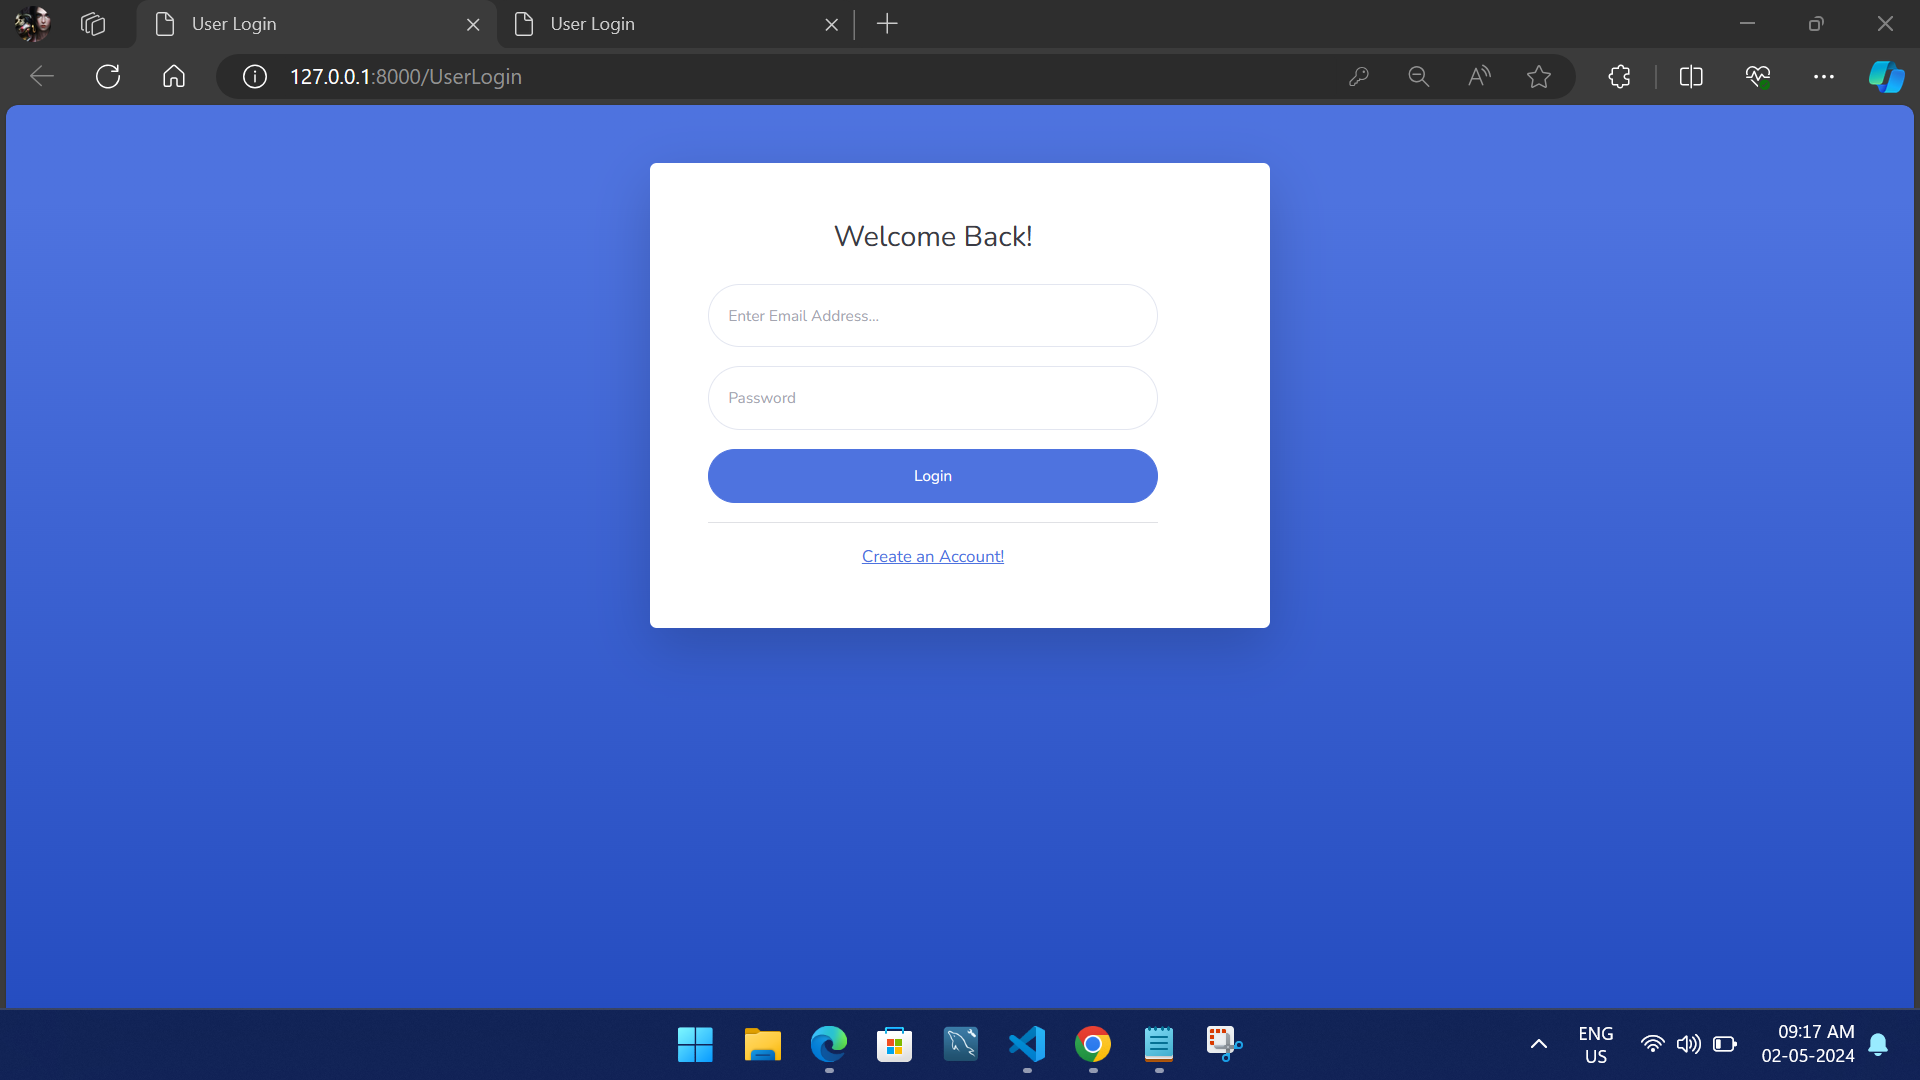 User Login
User Login
127.0.0.1:8000/UserLogin
Welcome Back!
Enter Email Address...
Password
Login
Create an Account!
ENG
US
09:17 AM
02-05-2024